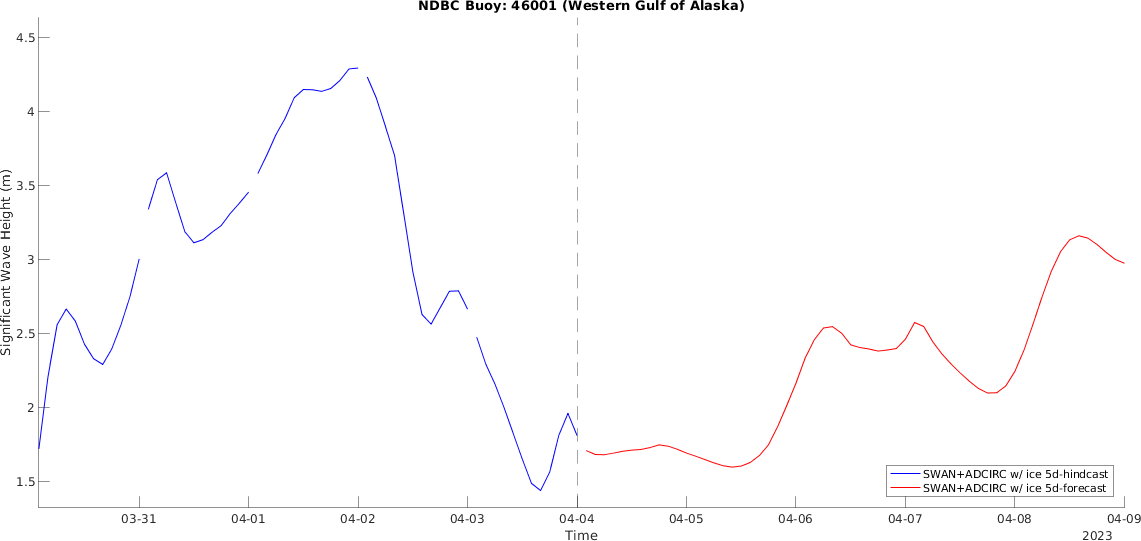 NDBC Buoy: 46001 (Western Gulf of Alaska)
4.5
4
3.5
3
2.5
2
1.5
Significant Wave Height (m)
SWAN+ADCIRC w/ ice 5d-hindcast
SWAN+ADCIRC w/ ice 5d-forecast
03-31 04-01 04-02 04-03 04-04 04-05 04-06 04-07 04-08 04-09
Time
2023